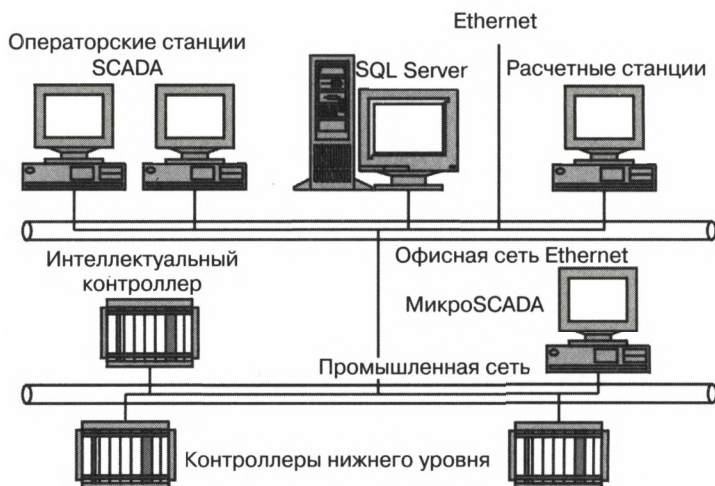 Ethernet
Операторские станции
SCADA
SQL Server
Расчетные станции
Интеллектуальный
контроллер
Офисная сеть Ethernet
МикроSCADA
Промышленная сеть
Контроллеры нижнего уровня